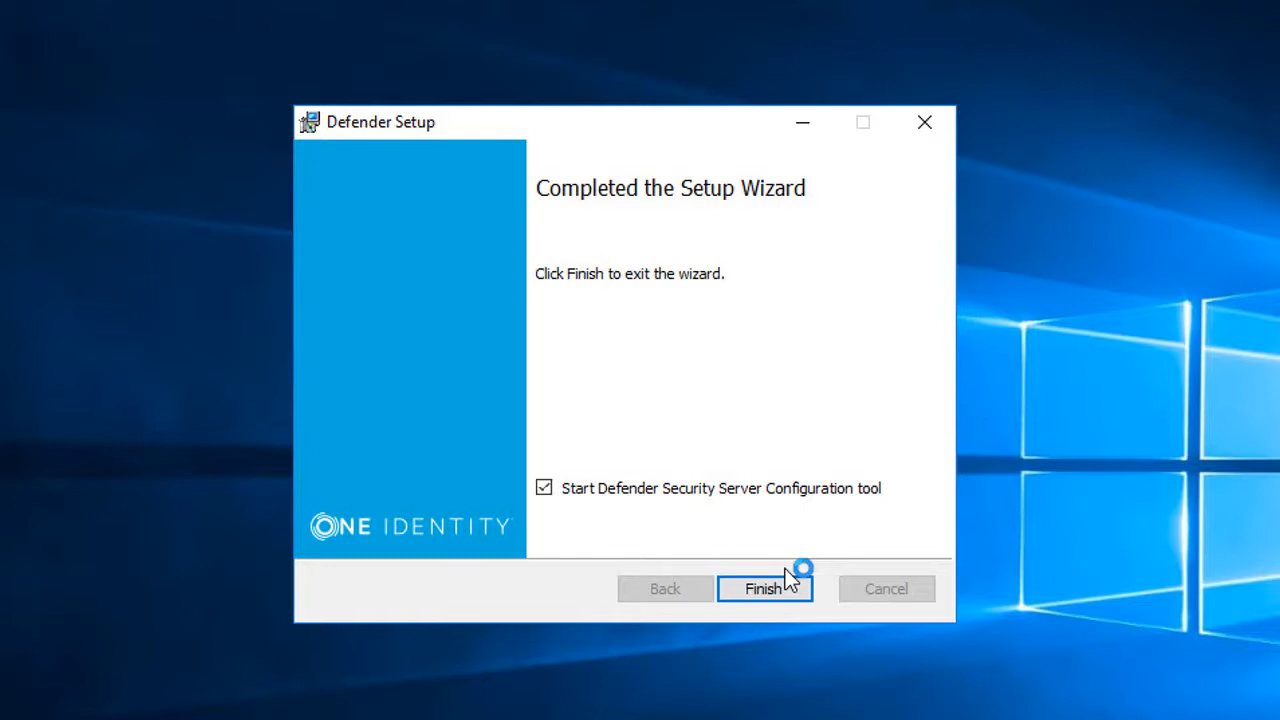 Defender Setup
Completed the Setup Wizard
Click Finish to exit the wizard.
Start Defender Security Server Configuration tool
ONE IDENTITY
Back
Finish
Cancel